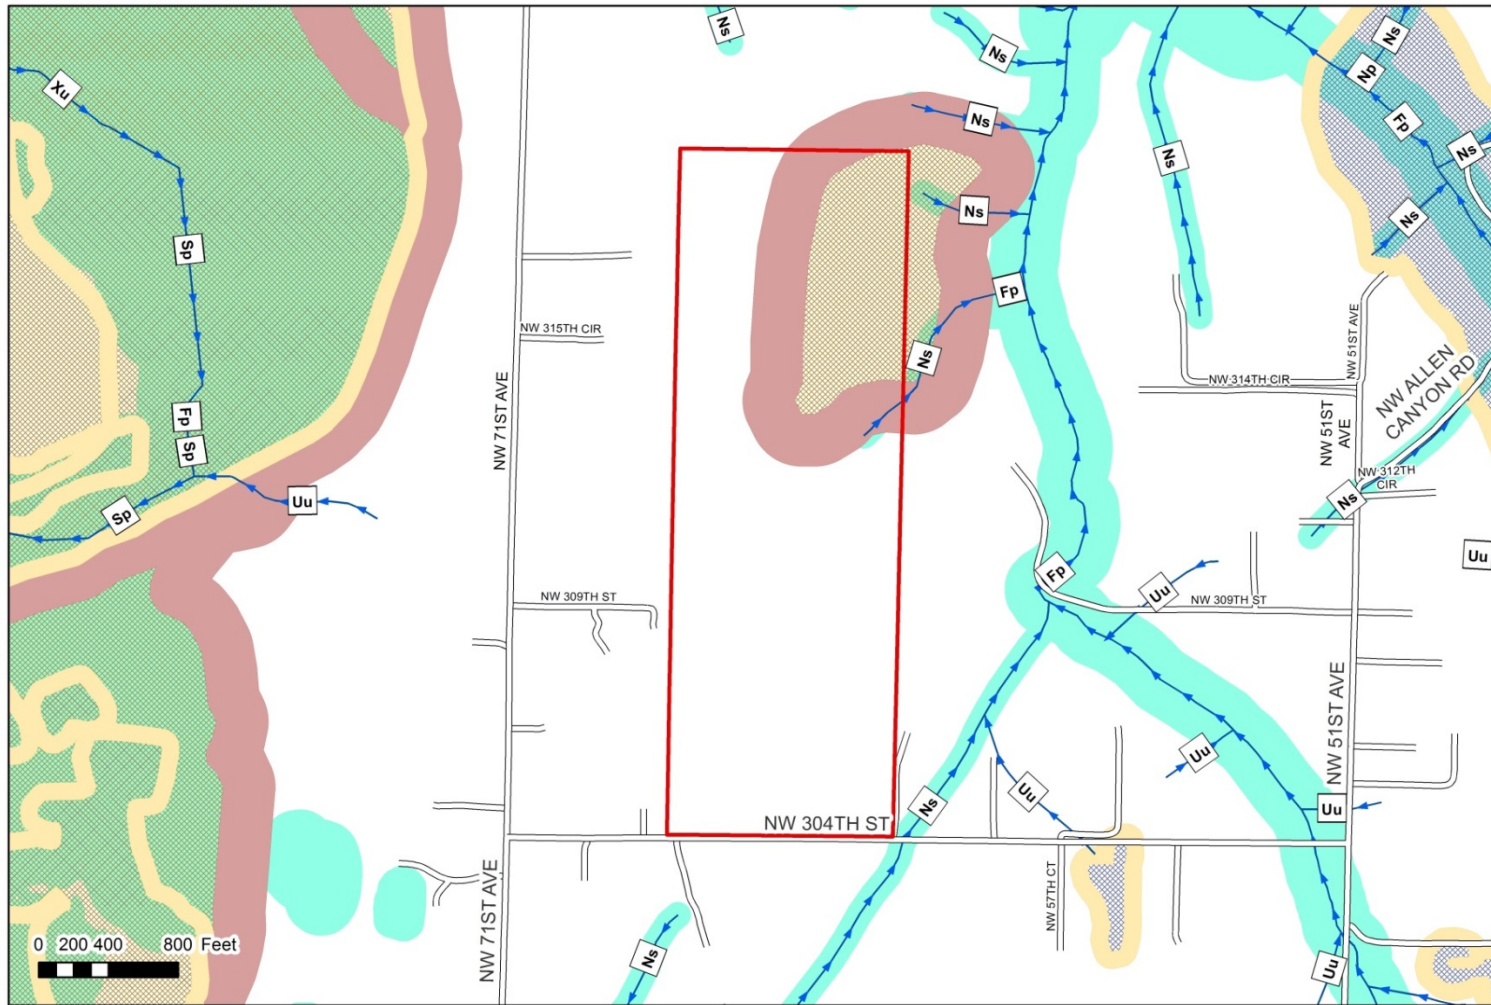 Ns
Ns
Ns
Np
Xu
Fp
Ns
Ns
Ns
Ns
Ns
Sp
Fp
NW 315TH CIR
NW 51ST AVE
Ns
NW 314TH CIR
NW ALLEN
CANYON RD
NW 71ST AVE
Fp
Sp
NW 51ST
AVE
NW 312TH
CIR
Ns
Uu
Sp
Uu
Fp
Uu
NW 309TH ST
NW 309TH ST
NW 51ST AVE
Uu
Uu
Ns
Uu
NW 304TH ST
NW 71ST AVE
NW 57TH CT
0 200 400 800 Feet
Ns
Uu